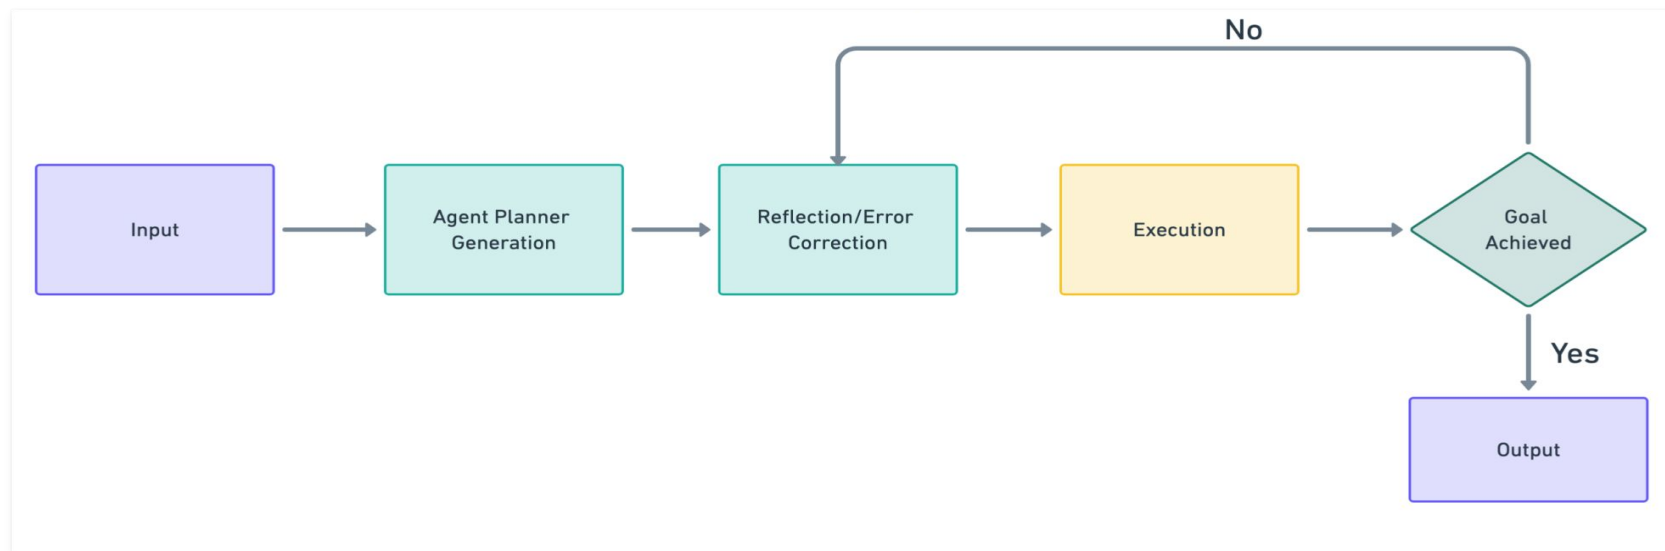 No
Input
Agent Planner
Generation
Reflection/Error
Correction
Execution
Goal
Achieved
Yes
Output